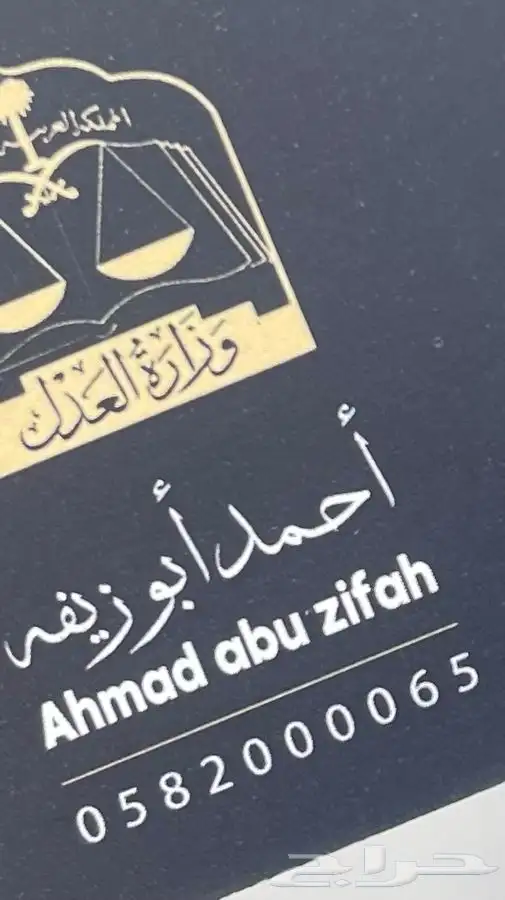 المملكة العربية
وزارة العدل
أحمد أبو زيفه
Ahmad abu zifah
0582000065
حراج